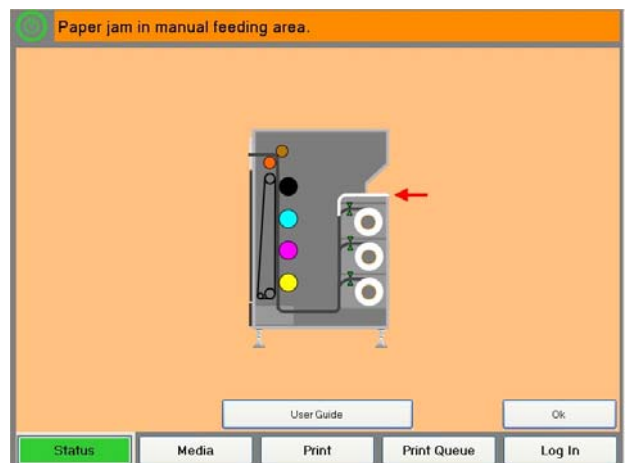 Paper jam in manual feeding area.
User Guide
Ok
Status
Media
Print
Print Queue
Log In